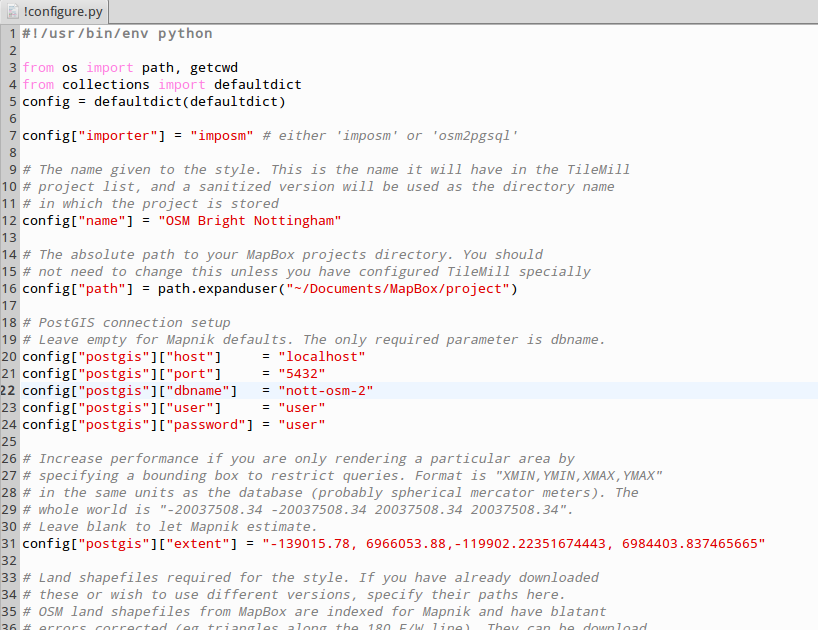 !configure.py
1 #!/usr/bin/env python
2
3 from os import path, getcwd
4 from collections import defaultdict
5 config = defaultdict(defaultdict)
6
7 config["importer"] = "imposm" # either 'imposm' or 'osm2pgsql'
8
9 # The name given to the style. This is the name it will have in the TileMill
10 # project list, and a sanitized version will be used as the directory name
11 # in which the project is stored
12 config["name"] = "OSM Bright Nottingham"
13
14 # The absolute path to your MapBox projects directory. You should
15 # not need to change this unless you have configured TileMill specially
16 config["path"] = path.expanduser("~/Documents/MapBox/project")
17
18 # PostGIS connection setup
19 # Leave empty for Mapnik defaults. The only required parameter is dbname.
20 config["postgis"]["host"]     = "localhost"
21 config["postgis"]["port"]     = "5432"
22 config["postgis"]["dbname"]   = "nott-osm-2"
23 config["postgis"]["user"]     = "user"
24 config["postgis"]["password"] = "user"
25
26 # Increase performance if you are only rendering a particular area by
27 # specifying a bounding box to restrict queries. Format is "XMIN,YMIN,XMAX,YMAX"
28 # in the same units as the database (probably spherical mercator meters). The
29 # whole world is "-20037508.34 -20037508.34 20037508.34 20037508.34".
30 # Leave blank to let Mapnik estimate.
31 config["postgis"]["extent"] = "-139015.78, 6966053.88,-119902.22351674443, 6984403.837465665"
32
33 # Land shapefiles required for the style. If you have already downloaded
34 # these or wish to use different versions, specify their paths here.
35 # OSM land shapefiles from MapBox are indexed for Mapnik and have blatant
36 # errors corrected (eg triangles along the 180 E/W line). They can be download